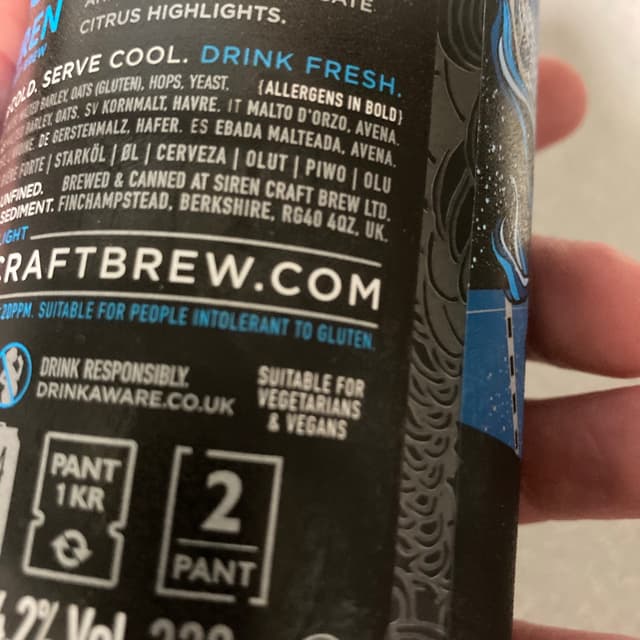 CITRUS HIGHLIGHTS.
COLD. SERVE COOL. DRINK FRESH.
BARLEY, OATS (GLUTEN), HOPS, YEAST. {ALLERGENS IN BOLD}
BARLEY, OATS, SV KORNMALT, HAVRE. IT MALTO D'ORZO, AVENA.
DE GERSTENMALZ, HAFER. ES EBADA MALTEADA, AVENA.
FORTE | STARKÖL | ØL | CERVEZA | OLUT | PIWO | OLU
UNFINED. BREWED & CANNED AT SIREN CRAFT BREW LTD.
SEDIMENT. FINCHAMPSTEAD, BERKSHIRE, RG40 4QZ, UK.
LIGHT
CRAFTBREW.COM
20PPM. SUITABLE FOR PEOPLE INTOLERANT TO GLUTEN.
DRINK RESPONSIBLY.
DRINKAWARE.CO.UK
SUITABLE FOR
VEGETARIANS
& VEGANS
PANT
1 KR
2
PANT